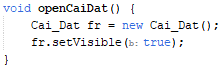 void openCaiDat() {
    Cai_Dat fr = new Cai_Dat();
    fr.setVisible(b: true);
}